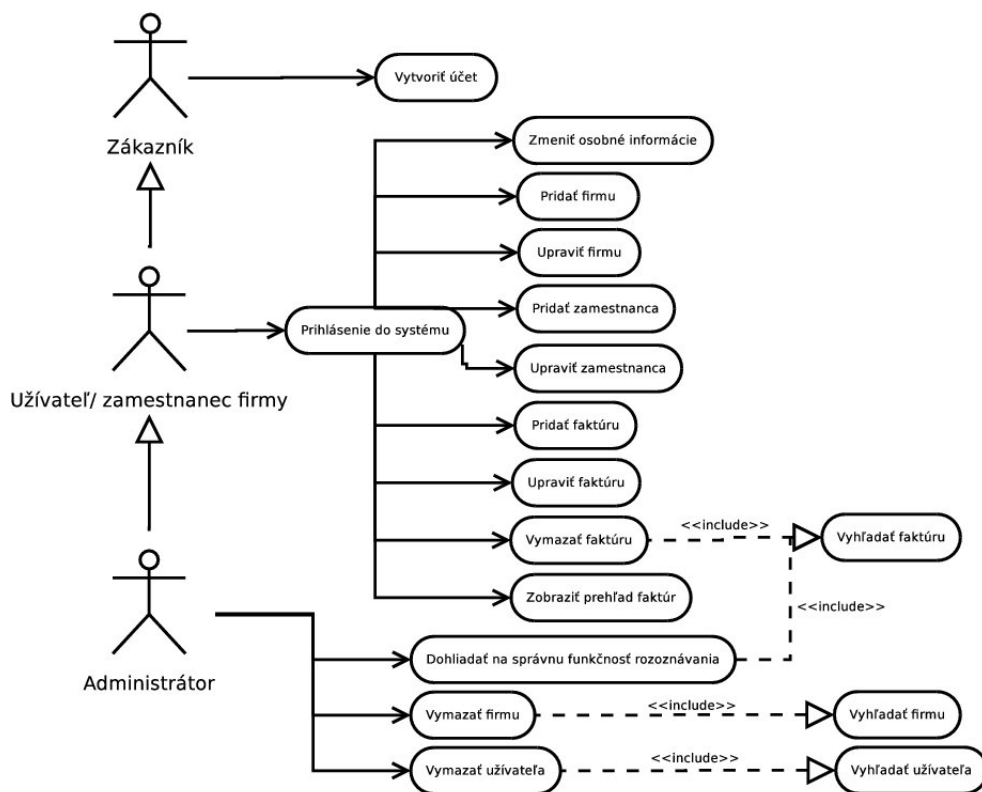 Vytvoriť účet
Zákazník
Zmeniť osobné informácie
Pridať firmu
Upraviť firmu
Pridať zamestnanca
Prihlásenie do systému
Upraviť zamestnanca
Užívateľ/ zamestnanec firmy
Pridať faktúru
Upraviť faktúru
Vymazať faktúru
<<include>>
Vyhľadať faktúru
Zobraziť prehľad faktúr
<<include>>
Dohliadať na správnu funkčnosť rozoznávania
Administrátor
Vymazať firmu
<<include>>
Vyhľadať firmu
Vymazať užívateľa
<<include>>
Vyhľadať užívateľa